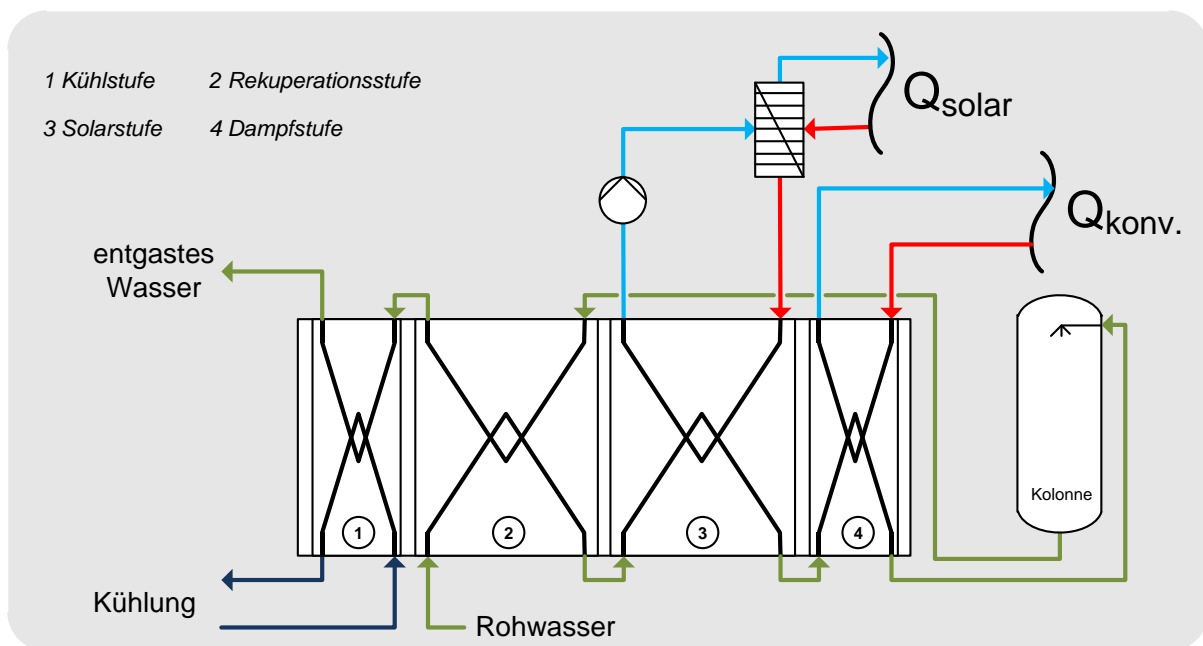 1 Kühlstufe 2 Rekuperationsstufe
3 Solarstufe 4 Dampfstufe
Qsolar
Qkonv.
entgastes
Wasser
1 2 3 4
Kolonne
Kühlung
Rohwasser